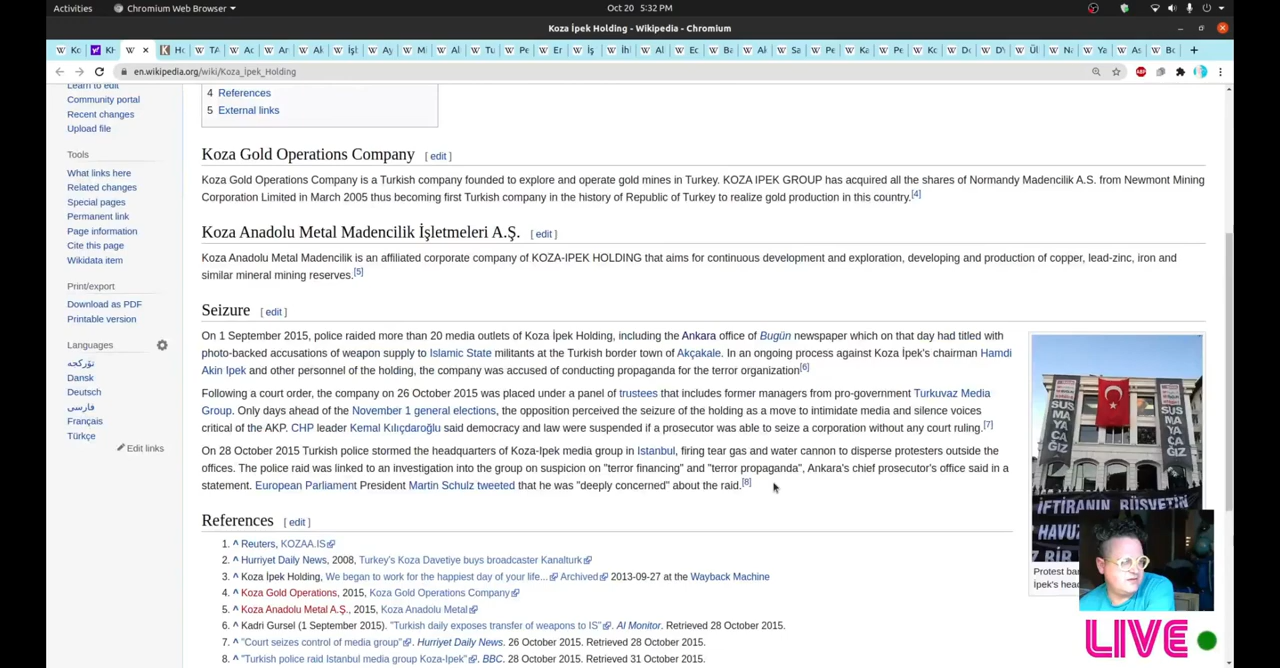 Activities
Chromium Web Browser
Oct 20 5:32 PM
Koza İpek Holding - Wikipedia - Chromium
en.wikipedia.org/wiki/Koza_İpek_Holding
Learn to edit
Community portal
Recent changes
Upload file
Tools
What links here
Related changes
Special pages
Permanent link
Page information
Cite this page
Wikidata item
Print/export
Download as PDF
Printable version
Languages
تۆرکجه
Dansk
Deutsch
فارسی
Français
Türkçe
Edit links
4 References
5 External links
Koza Gold Operations Company [ edit ]
Koza Gold Operations Company is a Turkish company founded to explore and operate gold mines in Turkey. KOZA IPEK GROUP has acquired all the shares of Normady Madencilik A.S. from Newmont Mining
Corporation Limited in March 2005 thus becoming first Turkish company in the history of Republic of Turkey to realize gold production in this country.[4]
Koza Anadolu Metal Madencilik İşletmeleri A.Ş. [ edit ]
Koza Anadolu Metal Madencilik is an affiliated corporate company of KOZA-IPEK HOLDING that aims for continuous development and exploration, developing and production of copper, lead-zinc, iron and
similar mineral mining reserves.[5]
Seizure [ edit ]
On 1 September 2015, police raided more than 20 media outlets of Koza İpek Holding, including the Ankara office of Bugün newspaper which on that day had titled with
photo-backed accusations of weapon supply to Islamic State militants at the Turkish border town of Akçakale. In an ongoing process against Koza İpek's chairman Hamdi
Akin Ipek and other personnel of the holding, the company was accused of conducting propaganda for the terror organization[6]
Following a court order, the company on 26 October 2015 was placed under a panel of trustees that includes former managers from pro-government Turkuvaz Media
Group. Only days ahead of the November 1 general elections, the opposition perceived the seizure of the holding as a move to intimidate media and silence voices
critical of the AKP. CHP leader Kemal Kılıçdaroğlu said democracy and law were suspended if a prosecutor was able to seize a corporation without any court ruling.[7]
On 28 October 2015 Turkish police stormed the headquarters of Koza-Ipek media group in Istanbul, firing tear gas and water cannon to disperse protesters outside the
offices. The police raid was linked to an investigation into the group on suspicion on "terror financing" and "terror propaganda", Ankara's chief prosecutor's office said in a
statement. European Parliament President Martin Schulz tweeted that he was "deeply concerned" about the raid.[8]
SUS
MA
YA
CA
ĞIZ
SUS
MA
YA
CA
ĞIZ
İFTİRANIN RÜŞVETİN
HAVUZ
BİR
Protest
İpek's
References [ edit ]
1. ^ Reuters, KOZAA.IS
2. ^ Hurriyet Daily News, 2008, Turkey's Koza Davetiye buys broadcaster Kanalturk
3. ^ Koza İpek Holding, We began to work for the happiest day of your life... Archived 2013-09-27 at the Wayback Machine
4. ^ Koza Gold Operations, 2015, Koza Gold Operations Company
5. ^ Koza Anadolu Metal A.Ş., 2015, Koza Anadolu Metal
6. ^ Kadri Gursel (1 September 2015). "Turkish daily exposes transfer of weapons to IS". Al Monitor. Retrieved 28 October 2015.
7. ^ "Court seizes control of media group". Hurriyet Daily News. 26 October 2015. Retrieved 28 October 2015.
8. ^ "Turkish police raid Istanbul media group Koza-Ipek". BBC. 28 October 2015. Retrieved 31 October 2015.
LIVE